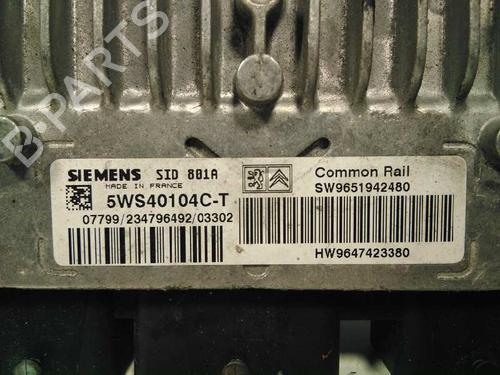 B-PARTS
SIEMENS SID 801A
MADE IN FRANCE
5WS40104C-T
07799/234796492/03302
Common Rail
SW9651942480
HW9647423380